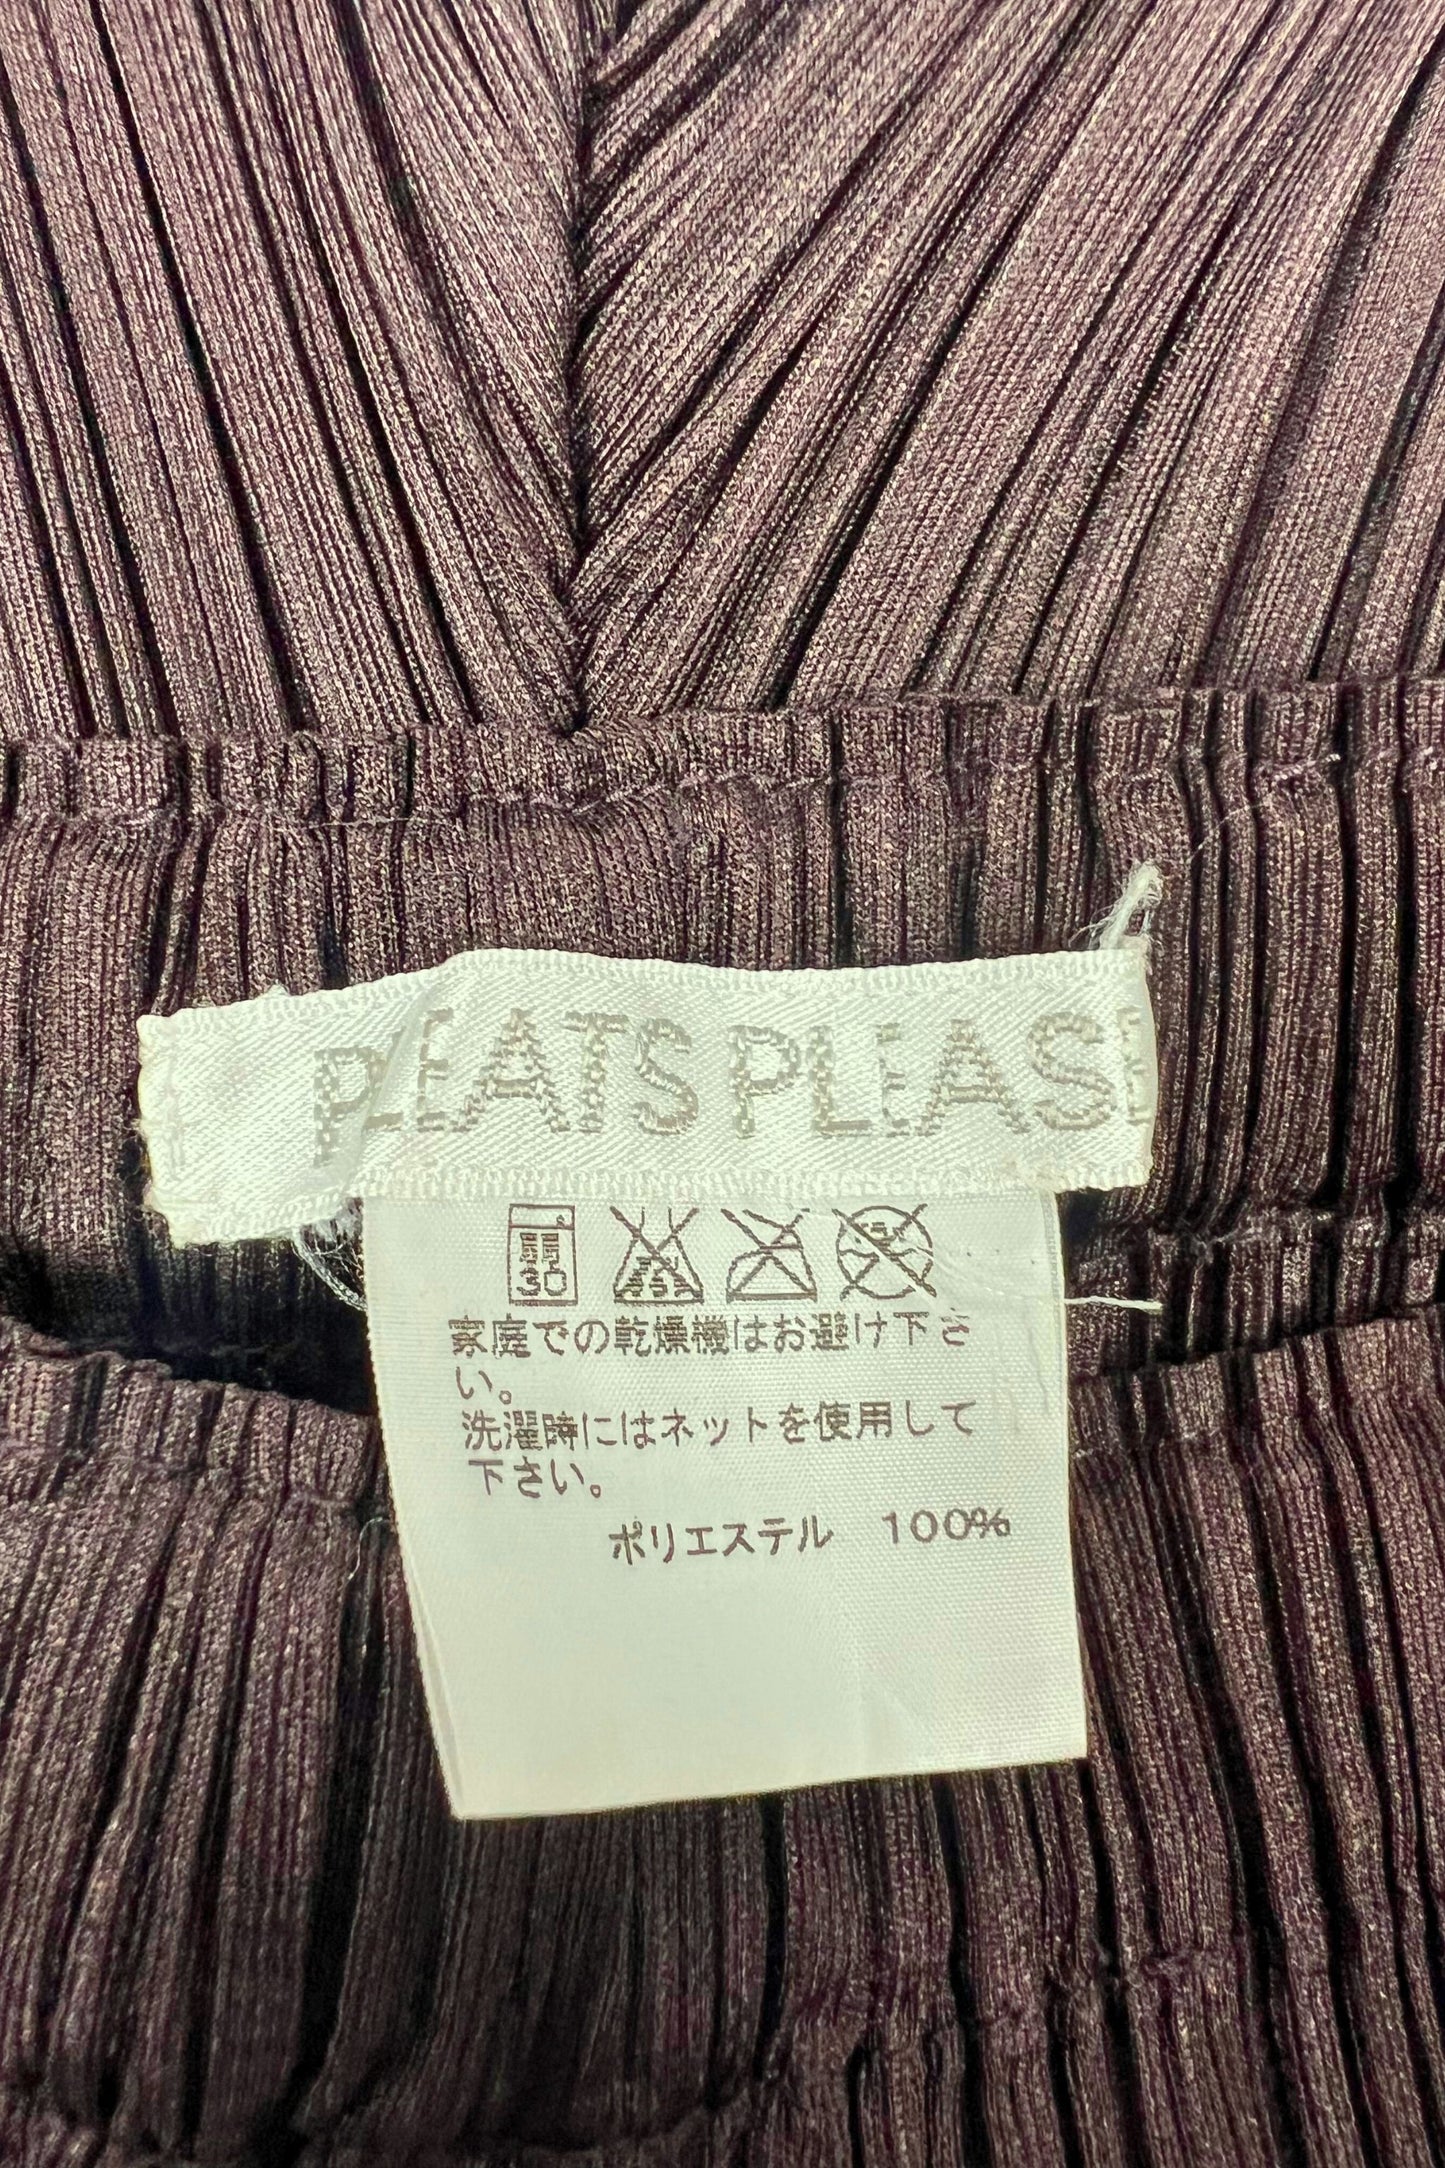 PLEATS PLEASE
30
家庭での乾燥機はお避け下さ
い。
洗濯時にはネットを使用して
下さい。
ポリエステル 100%